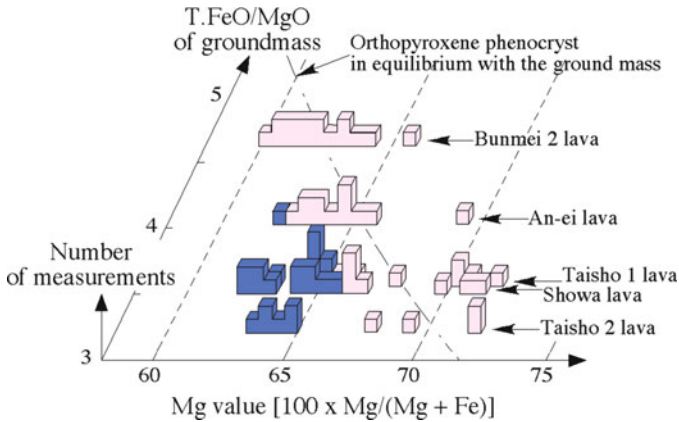 T.FeO/MgO
of groundmass
Orthopyroxene phenocryst
in equilibrium with the ground mass
5
Bunmei 2 lava
4
An-ei lava
Number
of measurements
Taisho 1 lava
Showa lava
Taisho 2 lava
3
60
65
70
75
Mg value [100 x Mg/(Mg + Fe)]